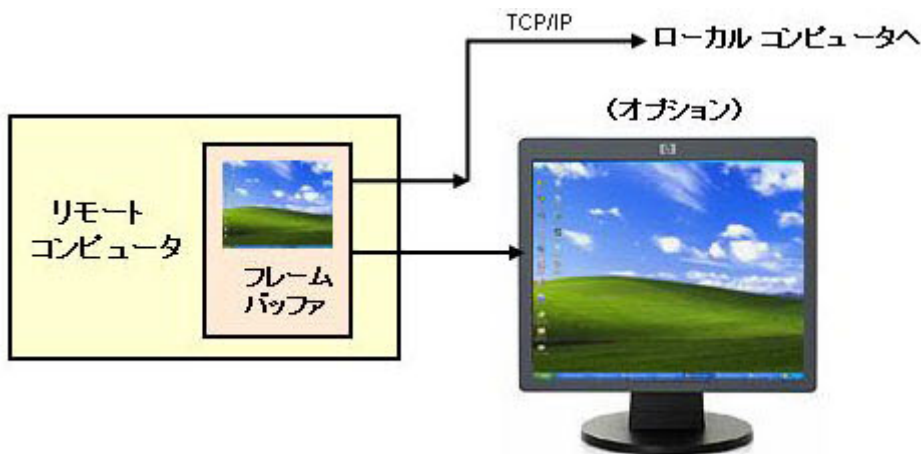 TCP/IP
ローカル コンピュータへ
(オプション)
リモート
コンピュータ
フレーム
バッファ
hp